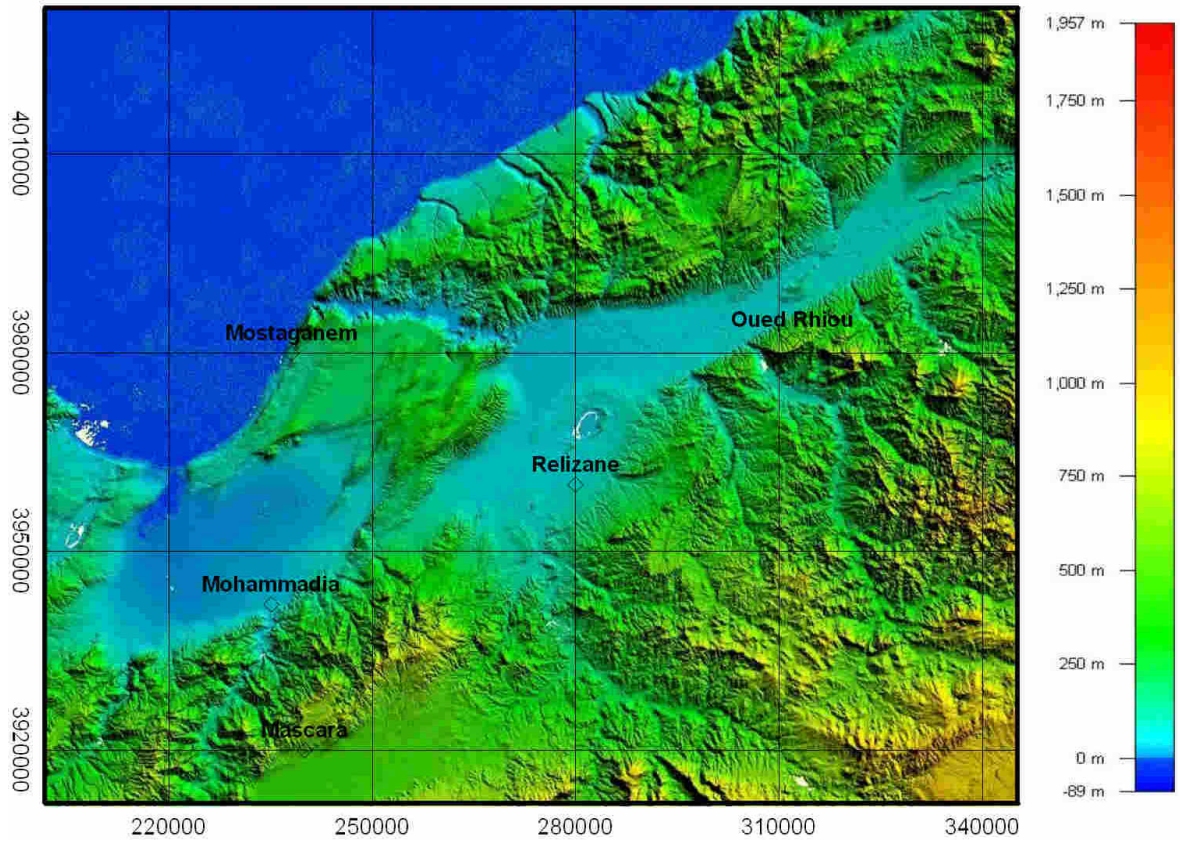 1,957 m
1,750 m
1,500 m
1,250 m
1,000 m
750 m
500 m
250 m
0 m
-89 m
4010000
3980000
3950000
3920000
Mostaganem
Oued Rhiou
Relizane
Mohammadia
Mascara
220000
250000
280000
310000
340000